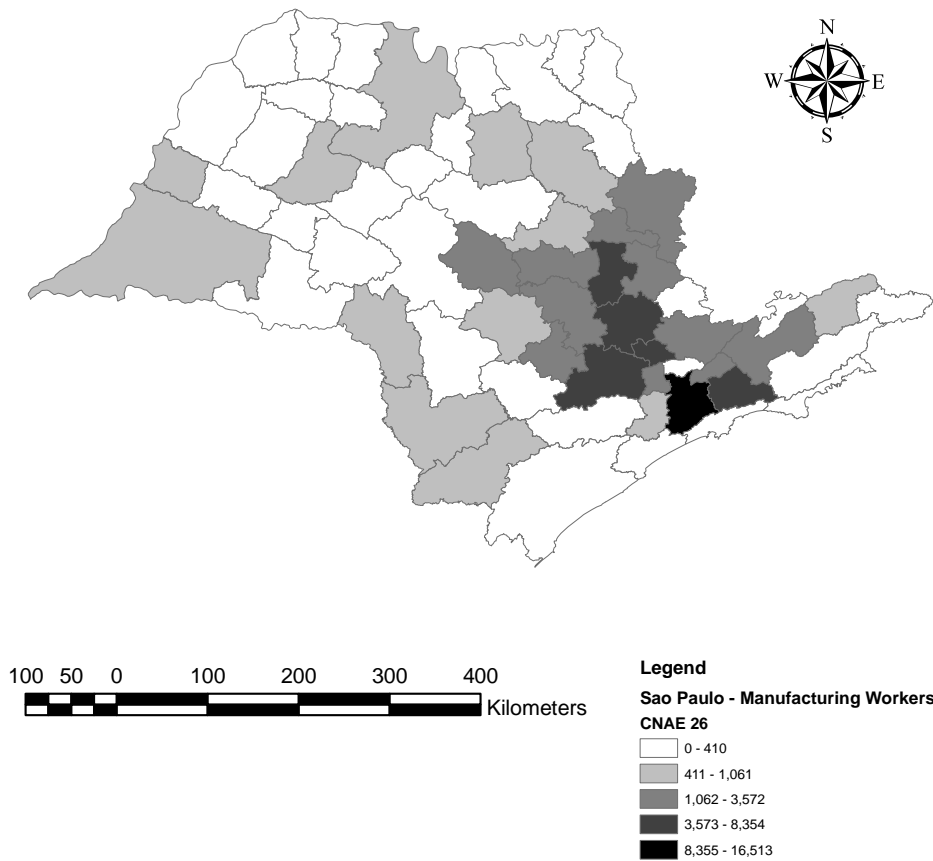 N
W E
S
100 50 0 100 200 300 400
Kilometers
Legend
Sao Paulo - Manufacturing Workers
CNAE 26
0 - 410
411 - 1,061
1,062 - 3,572
3,573 - 8,354
8,355 - 16,513